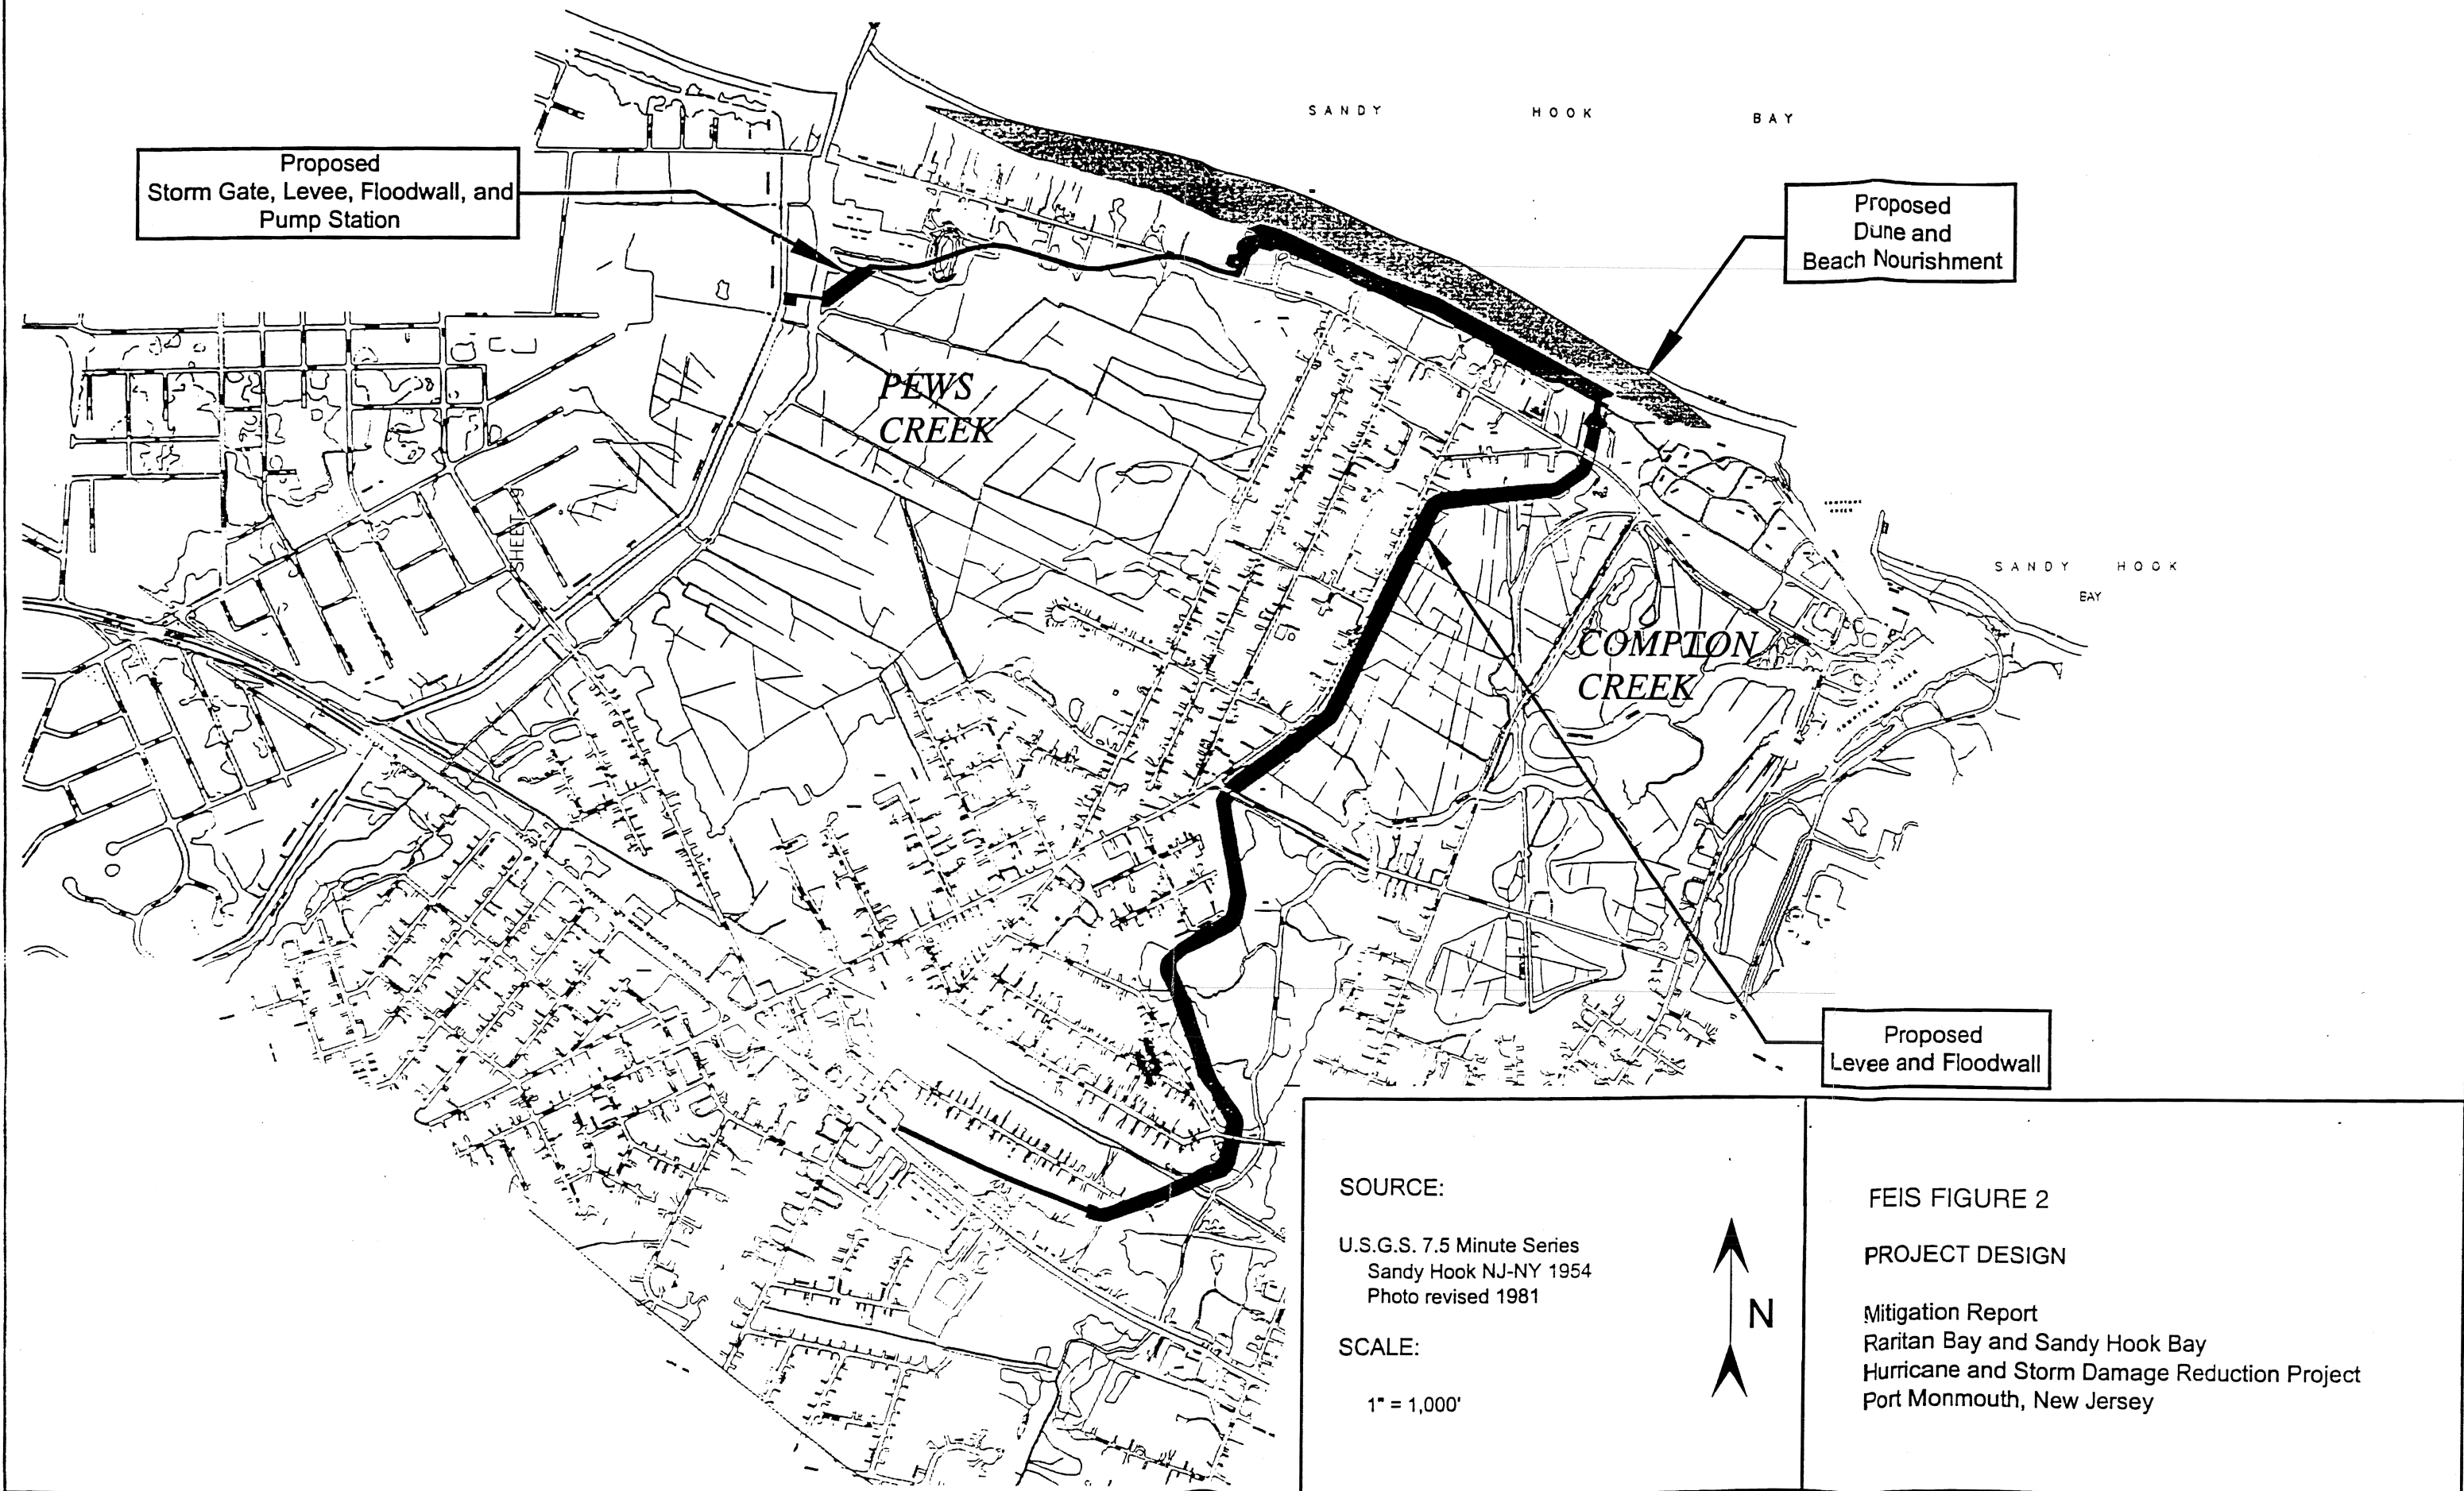 SANDY HOOK BAY
Proposed
Storm Gate, Levee, Floodwall, and
Pump Station
Proposed
Dune and
Beach Nourishment
PEWS
CREEK
SHEET 9
SANDY HOOK
BAY
COMPTON
CREEK
Proposed
Levee and Floodwall
SOURCE:
U.S.G.S. 7.5 Minute Series
Sandy Hook NJ-NY 1954
Photo revised 1981
SCALE:
1" = 1,000'
N
FEIS FIGURE 2
PROJECT DESIGN
Mitigation Report
Raritan Bay and Sandy Hook Bay
Hurricane and Storm Damage Reduction Project
Port Monmouth, New Jersey